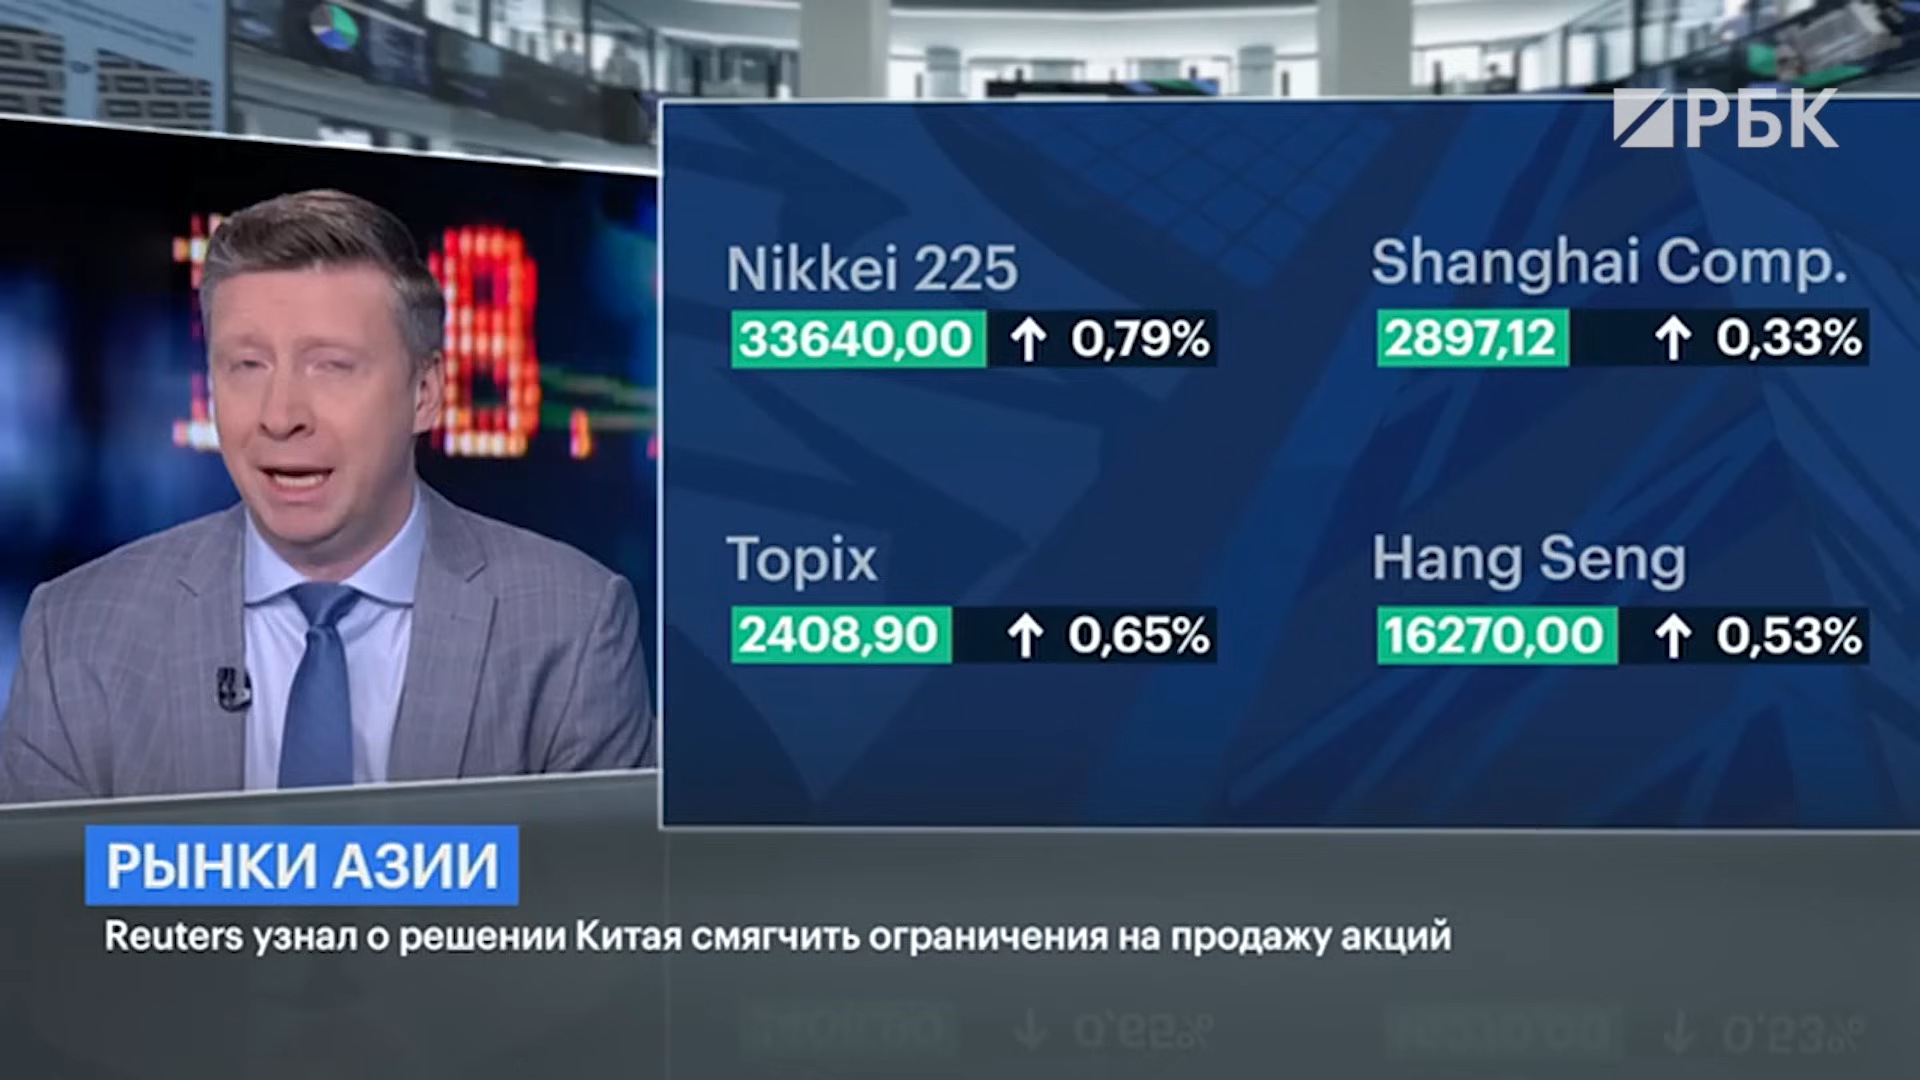 РБК
Nikkei 225
33640,00 ↑ 0,79%
Shanghai Comp.
2897,12 ↑ 0,33%
Topix
2408,90 ↑ 0,65%
Hang Seng
16270,00 ↑ 0,53%
8
РЫНКИ АЗИИ
Reuters узнал о решении Китая смягчить ограничения на продажу акций